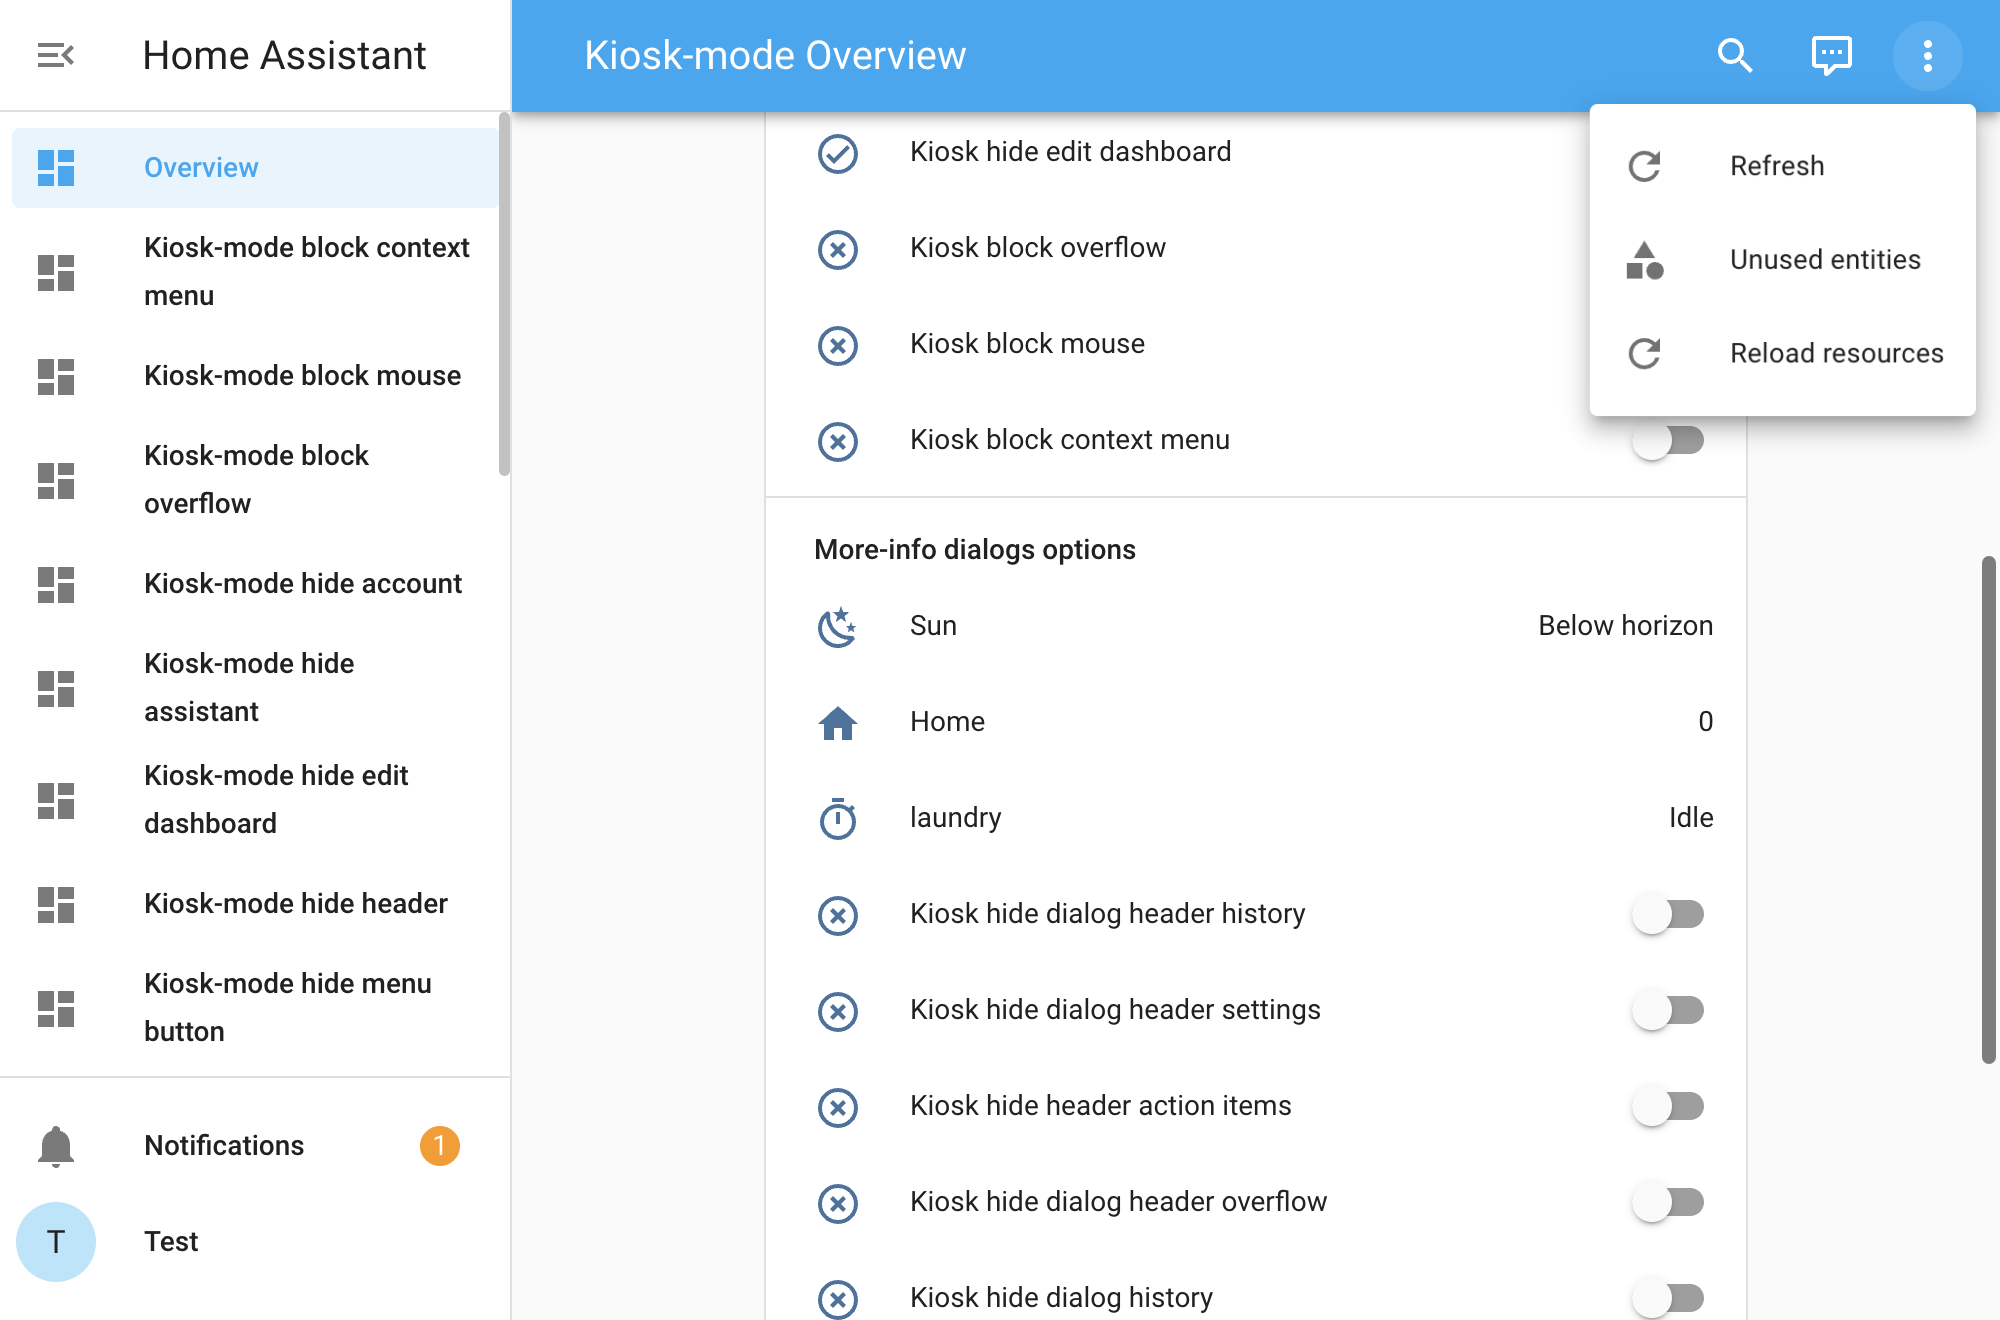 Home Assistant
Overview
Kiosk-mode block context
menu
Kiosk-mode block mouse
Kiosk-mode block
overflow
Kiosk-mode hide account
Kiosk-mode hide
assistant
Kiosk-mode hide edit
dashboard
Kiosk-mode hide header
Kiosk-mode hide menu
button
Notifications 1
T Test
Kiosk-mode Overview
Refresh
Unused entities
Reload resources
Kiosk hide edit dashboard
Kiosk block overflow
Kiosk block mouse
Kiosk block context menu
More-info dialogs options
Sun Below horizon
Home 0
laundry Idle
Kiosk hide dialog header history
Kiosk hide dialog header settings
Kiosk hide header action items
Kiosk hide dialog header overflow
Kiosk hide dialog history